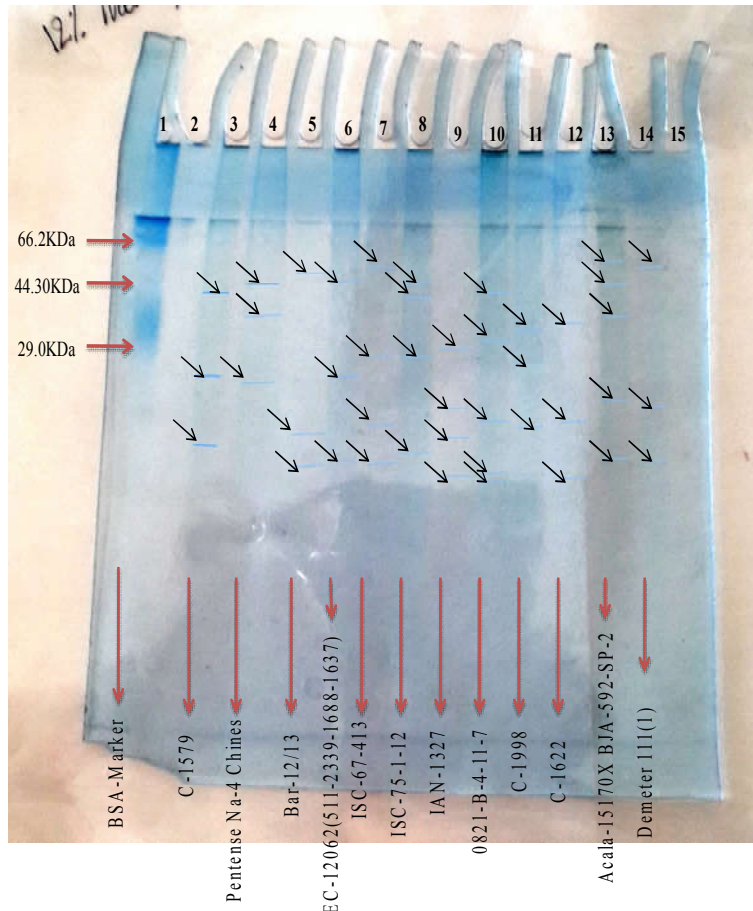 12%
1 2 3 4 5 6 7 8 9 10 11 12 13 14 15
66.2KDa
44.30KDa
29.0KDa
BSA-Marker
C-1579
Pentense Na-4 Chines
Bar-12/13
EC-12062(511-2339-1688-1637)
ISC-67-413
ISC-75-1-12
IAN-1327
0821-B-4-11-7
C-1998
C-1622
Acala-15170X BIA-592-SP-2
Demeter 111(1)